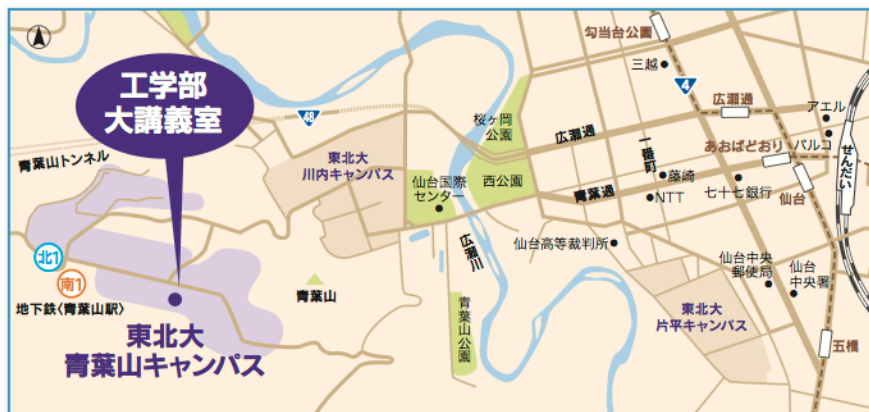 工学部
大講義室
青葉山トンネル
北1
南1
地下鉄〈青葉山駅〉
東北大
青葉山キャンパス
48
東北大
川内キャンパス
青葉山
仙台国際
センター
桜ヶ岡
公園
西公園
広瀬川
青葉山公園
広瀬通
青葉通
一番町
勾当台公園
三越
4
広瀬通
アエル
あおばどおり
パルコ
せんだい
藤崎
NTT
七十七銀行
仙台
仙台高等裁判所
仙台中央
郵便局
仙台
中央署
東北大
片平キャンパス
五橋